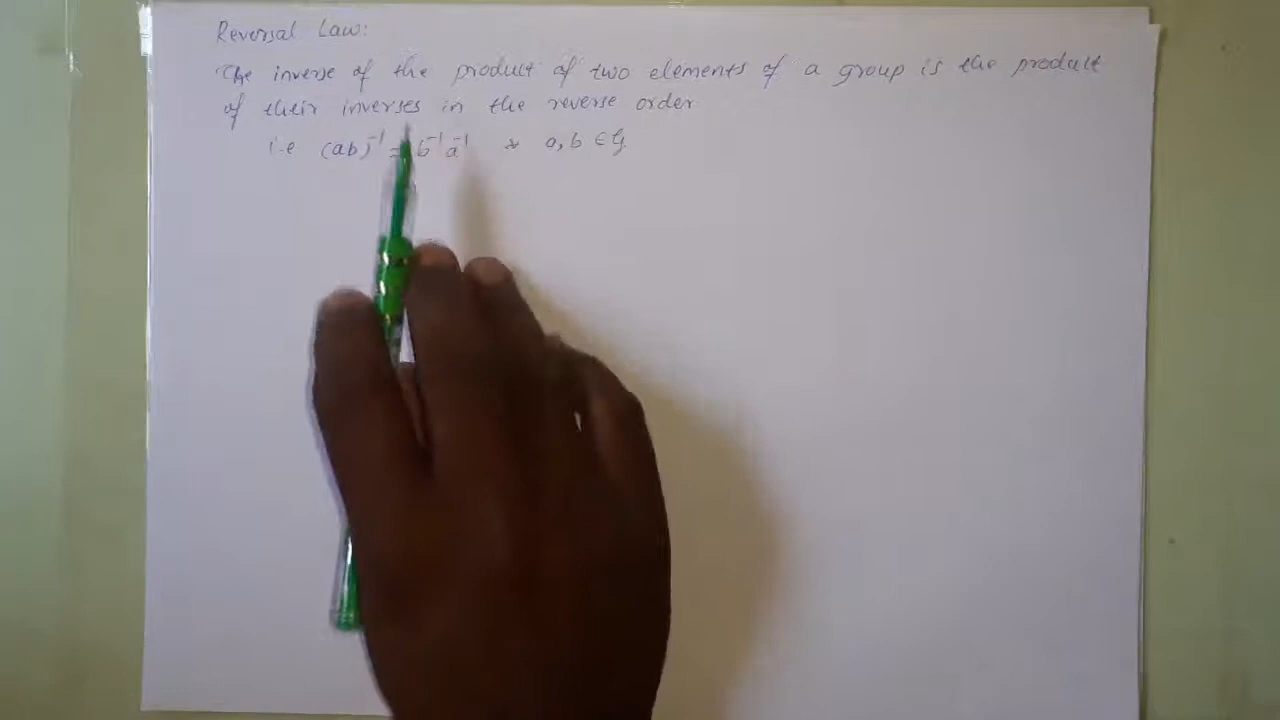 Reversal Law:
The inverse of the product of two elements of a group is the product
of their inverses in the reverse order
i.e (ab)⁻¹ = b⁻¹ a⁻¹ ∀ a, b ∈ G